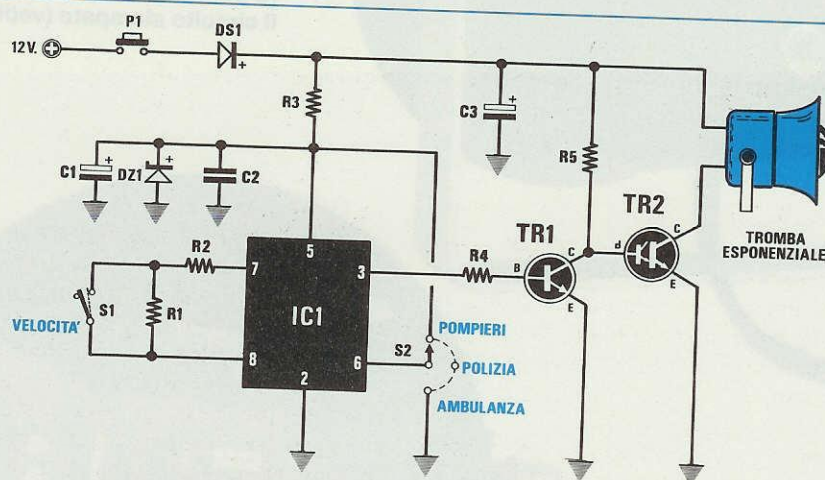 12V.
P1
DS1
+
R3
C3
+
R5
C1
+
DZ1
+
C2
TROMBA
ESPONENZIALE
TR1
TR2
C
C
B
E
E
R4
S1
VELOCITA'
R1
R2
7
8
5
3
6
2
IC1
S2
POMPIERI
POLIZIA
AMBULANZA